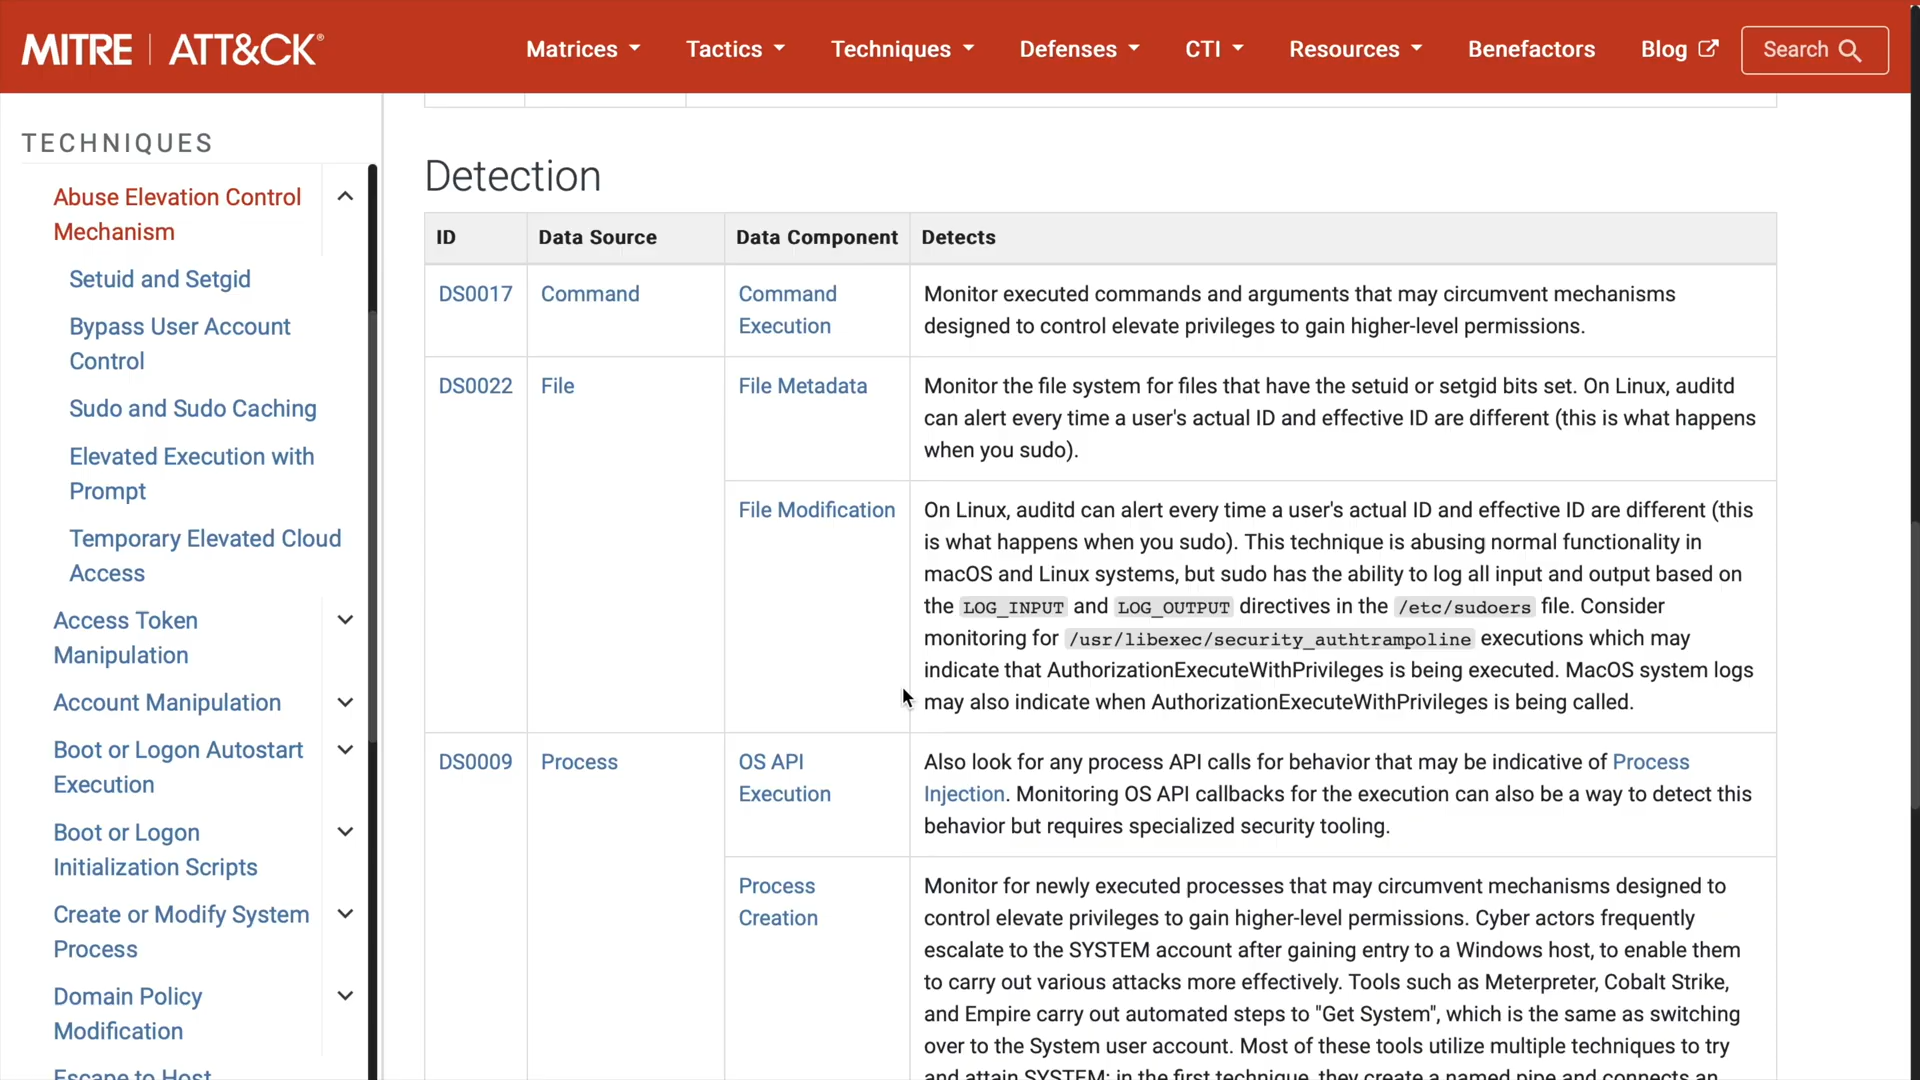 MITRE | ATT&CK®
Matrices
Tactics
Techniques
Defenses
CTI
Resources
Benefactors
Blog
Search
TECHNIQUES
Abuse Elevation Control
Mechanism
Setuid and Setgid
Bypass User Account
Control
Sudo and Sudo Caching
Elevated Execution with
Prompt
Temporary Elevated Cloud
Access
Access Token
Manipulation
Account Manipulation
Boot or Logon Autostart
Execution
Boot or Logon
Initialization Scripts
Create or Modify System
Process
Domain Policy
Modification
Escape to Host
Detection
ID
Data Source
Data Component
Detects
DS0017
Command
Command
Execution
Monitor executed commands and arguments that may circumvent mechanisms
designed to control elevate privileges to gain higher-level permissions.
DS0022
File
File Metadata
Monitor the file system for files that have the setuid or setgid bits set. On Linux, auditd
can alert every time a user's actual ID and effective ID are different (this is what happens
when you sudo).
File Modification
On Linux, auditd can alert every time a user's actual ID and effective ID are different (this
is what happens when you sudo). This technique is abusing normal functionality in
macOS and Linux systems, but sudo has the ability to log all input and output based on
the LOG_INPUT and LOG_OUTPUT directives in the /etc/sudoers file. Consider
monitoring for /usr/libexec/security_authtrampoline executions which may
indicate that AuthorizationExecuteWithPrivileges is being executed. MacOS system logs
may also indicate when AuthorizationExecuteWithPrivileges is being called.
DS0009
Process
OS API
Execution
Also look for any process API calls for behavior that may be indicative of Process
Injection. Monitoring OS API callbacks for the execution can also be a way to detect this
behavior but requires specialized security tooling.
Process
Creation
Monitor for newly executed processes that may circumvent mechanisms designed to
control elevate privileges to gain higher-level permissions. Cyber actors frequently
escalate to the SYSTEM account after gaining entry to a Windows host, to enable them
to carry out various attacks more effectively. Tools such as Meterpreter, Cobalt Strike,
and Empire carry out automated steps to "Get System", which is the same as switching
over to the System user account. Most of these tools utilize multiple techniques to try
and attain SYSTEM: in the first technique, they create a named pipe and connects an